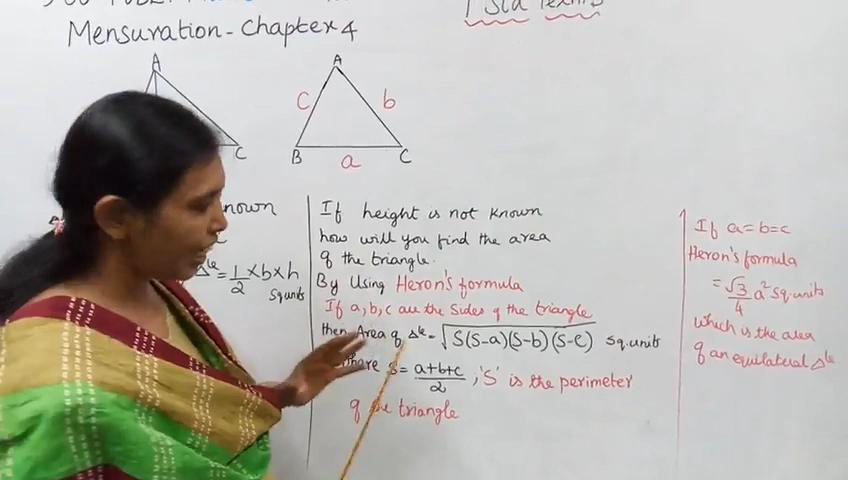 Mensuration - Chapter 4
A
C
A
c
b
B
a
C
nown
Δle = 1/2 × b × h
Sq units
If height is not known
how will you find the area
of the triangle.
By Using Heron's formula
If a, b, c are the Sides of the triangle
then Area of Δle = √S(S-a)(S-b)(S-c) sq.units
S = a+b+c/2, 'S' is the perimeter
of the triangle
If a = b = c
Heron's formula
= √3/4 a² sq.units
which is the area
of an equilateral Δle